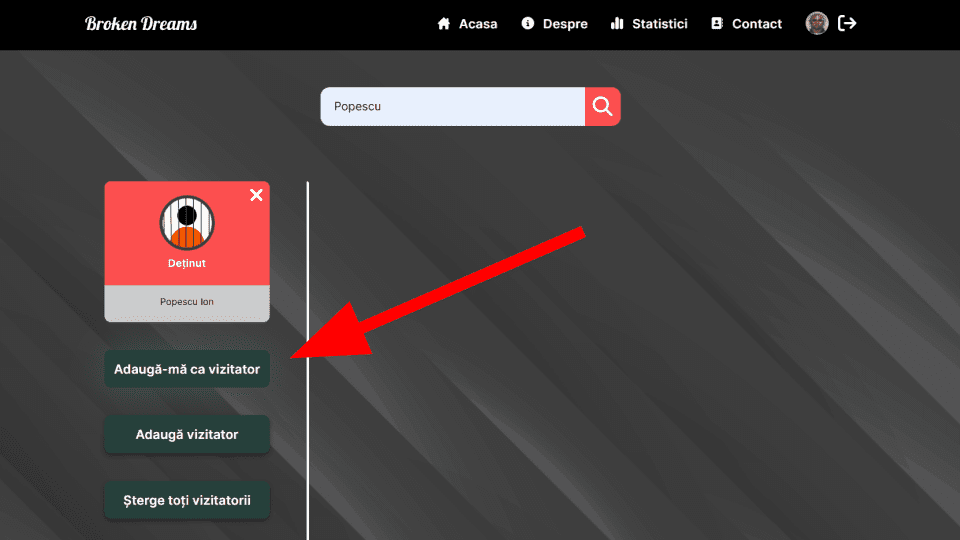 Broken Dreams
Acasa
Despre
Statistici
Contact
Popescu
Deținut
Popescu Ion
Adaugă-mă ca vizitator
Adaugă vizitator
Șterge toți vizitatorii